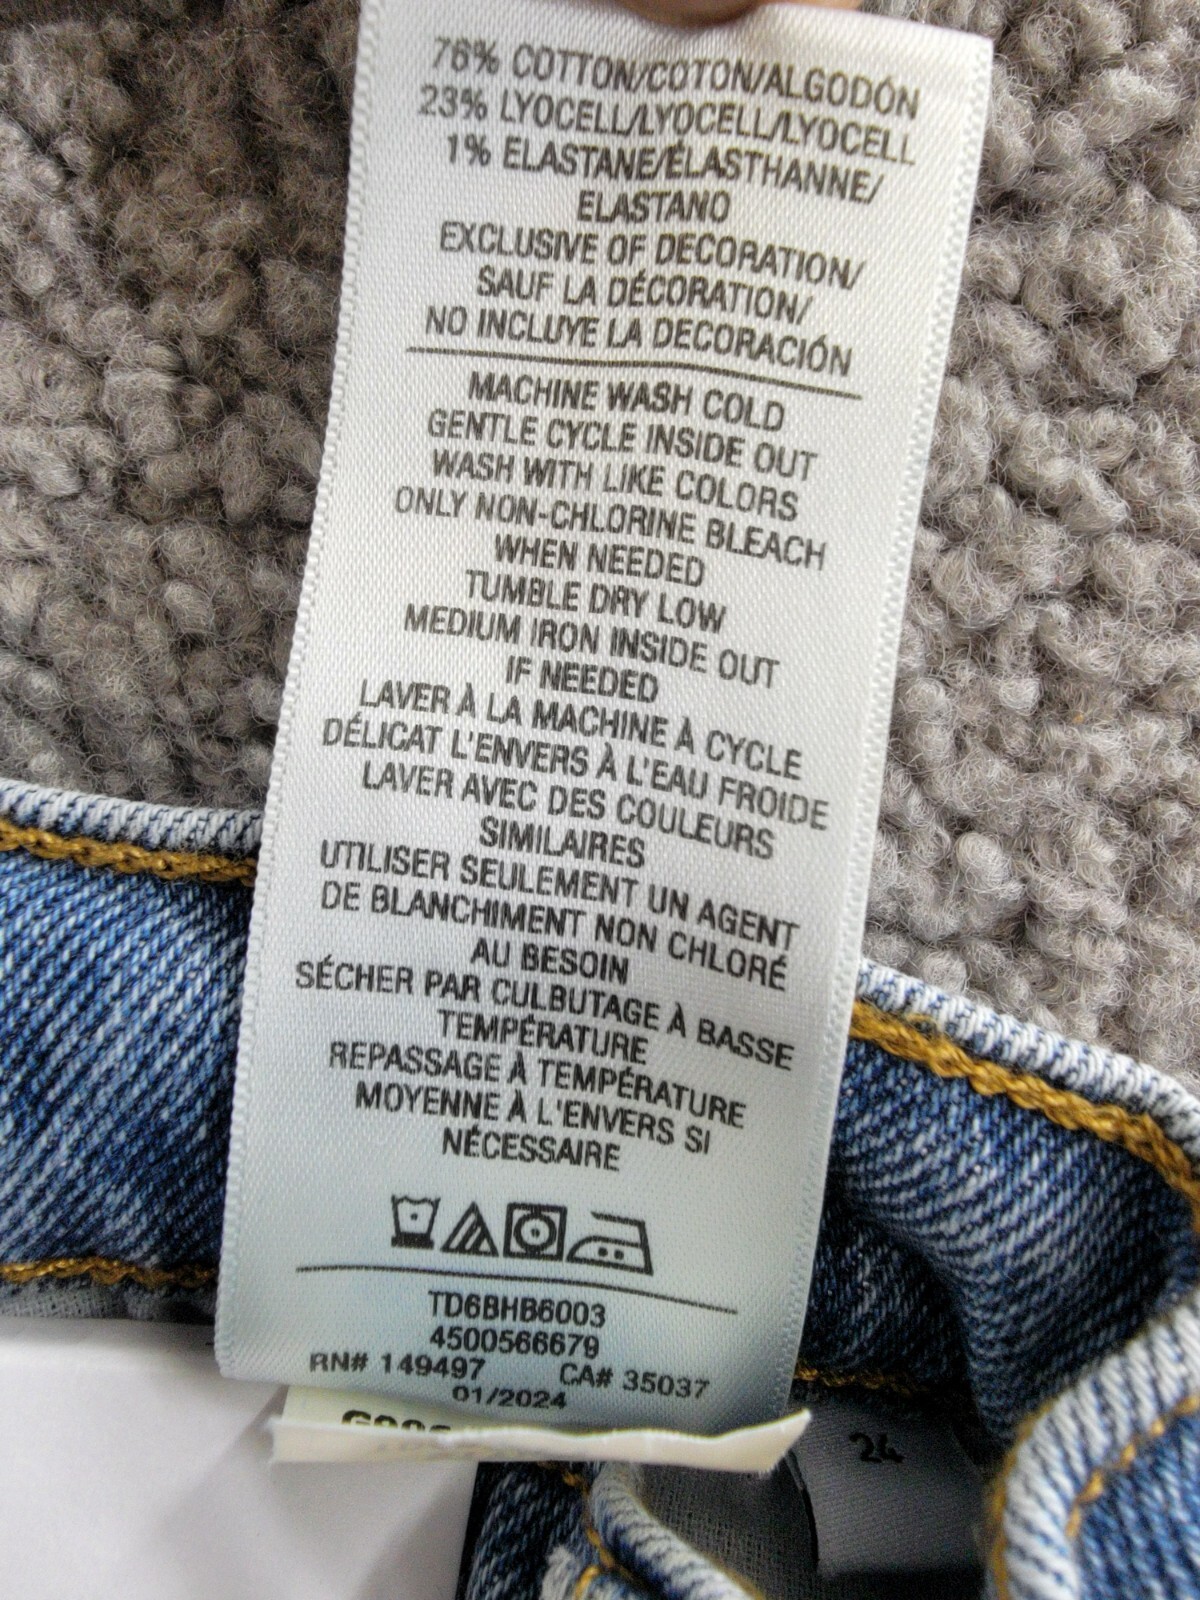 76% COTTON/COTON/ALGODÓN
23% LYOCELL/LYOCELL/LYOCELL
1% ELASTANE/ÉLASTHANNE/
ELASTANO
EXCLUSIVE OF DECORATION/
SAUF LA DÉCORATION/
NO INCLUYE LA DECORACIÓN
MACHINE WASH COLD
GENTLE CYCLE INSIDE OUT
WASH WITH LIKE COLORS
ONLY NON-CHLORINE BLEACH
WHEN NEEDED
TUMBLE DRY LOW
MEDIUM IRON INSIDE OUT
IF NEEDED
LAVER À LA MACHINE À CYCLE
DÉLICAT L'ENVERS À L'EAU FROIDE
LAVER AVEC DES COULEURS
SIMILAIRES
UTILISER SEULEMENT UN AGENT
DE BLANCHIMENT NON CHLORÉ
AU BESOIN
SÉCHER PAR CULBUTAGE À BASSE
TEMPÉRATURE
REPASSAGE À TEMPÉRATURE
MOYENNE À L'ENVERS SI
NÉCESSAIRE
TD6BHB6003
4500566679
RN# 149497 CA# 35037
01/2024
24